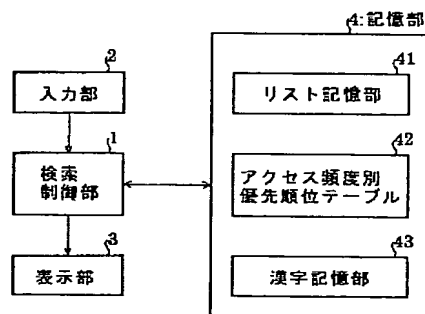 4:記憶部
2
入力部
1
検索
制御部
3
表示部
41
リスト記憶部
42
アクセス頻度別
優先順位テーブル
43
漢字記憶部